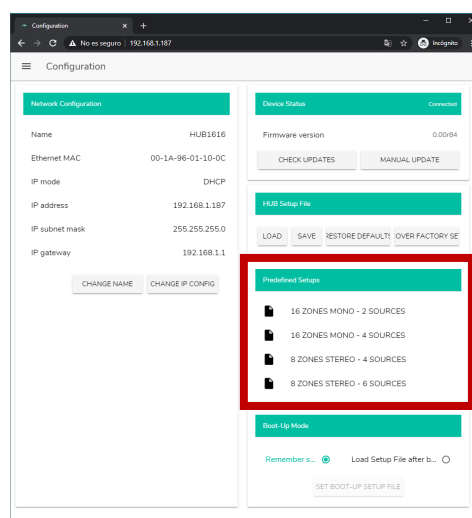 Configuration
No es seguro 192.168.1.187
Incógnito
Configuration
Network Configuration
Name HUB1616
Ethernet MAC 00-1A-96-01-10-0C
IP mode DHCP
IP address 192.168.1.187
IP subnet mask 255.255.255.0
IP gateway 192.168.1.1
CHANGE NAME CHANGE IP CONFIG
Device Status Connected
Firmware version 0.00r84
CHECK UPDATES MANUAL UPDATE
HUB Setup File
LOAD SAVE RESTORE DEFAULTS COVER FACTORY SE
Predefined Setups
16 ZONES MONO - 2 SOURCES
16 ZONES MONO - 4 SOURCES
8 ZONES STEREO - 4 SOURCES
8 ZONES STEREO - 6 SOURCES
Boot-Up Mode
Remember s... Load Setup File after b...
SET BOOT-UP SETUP FILE